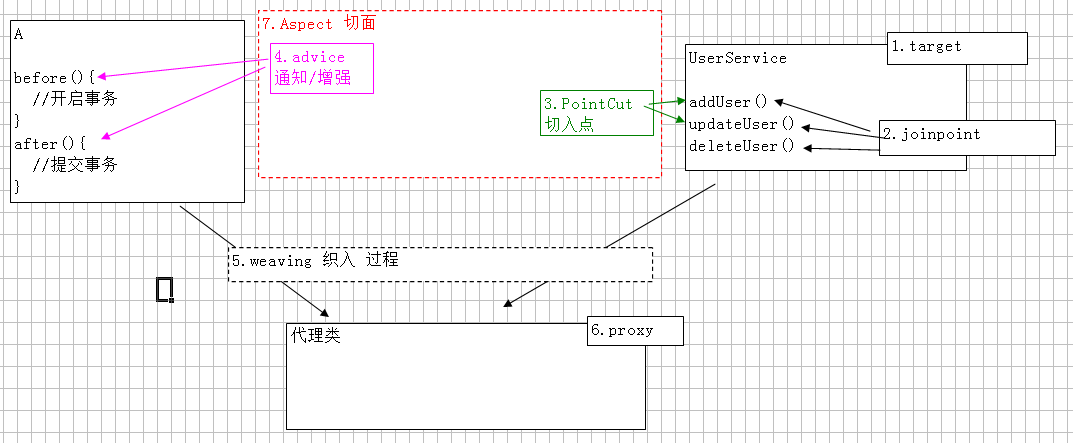 A
before(){
//开启事务
}
after(){
//提交事务
}
7.Aspect 切面
4.advice
通知/增强
3.PointCut
切入点
1.target
UserService
addUser()
updateUser()
deleteUser()
2.joinpoint
5.weaving 织入 过程
代理类
6.proxy